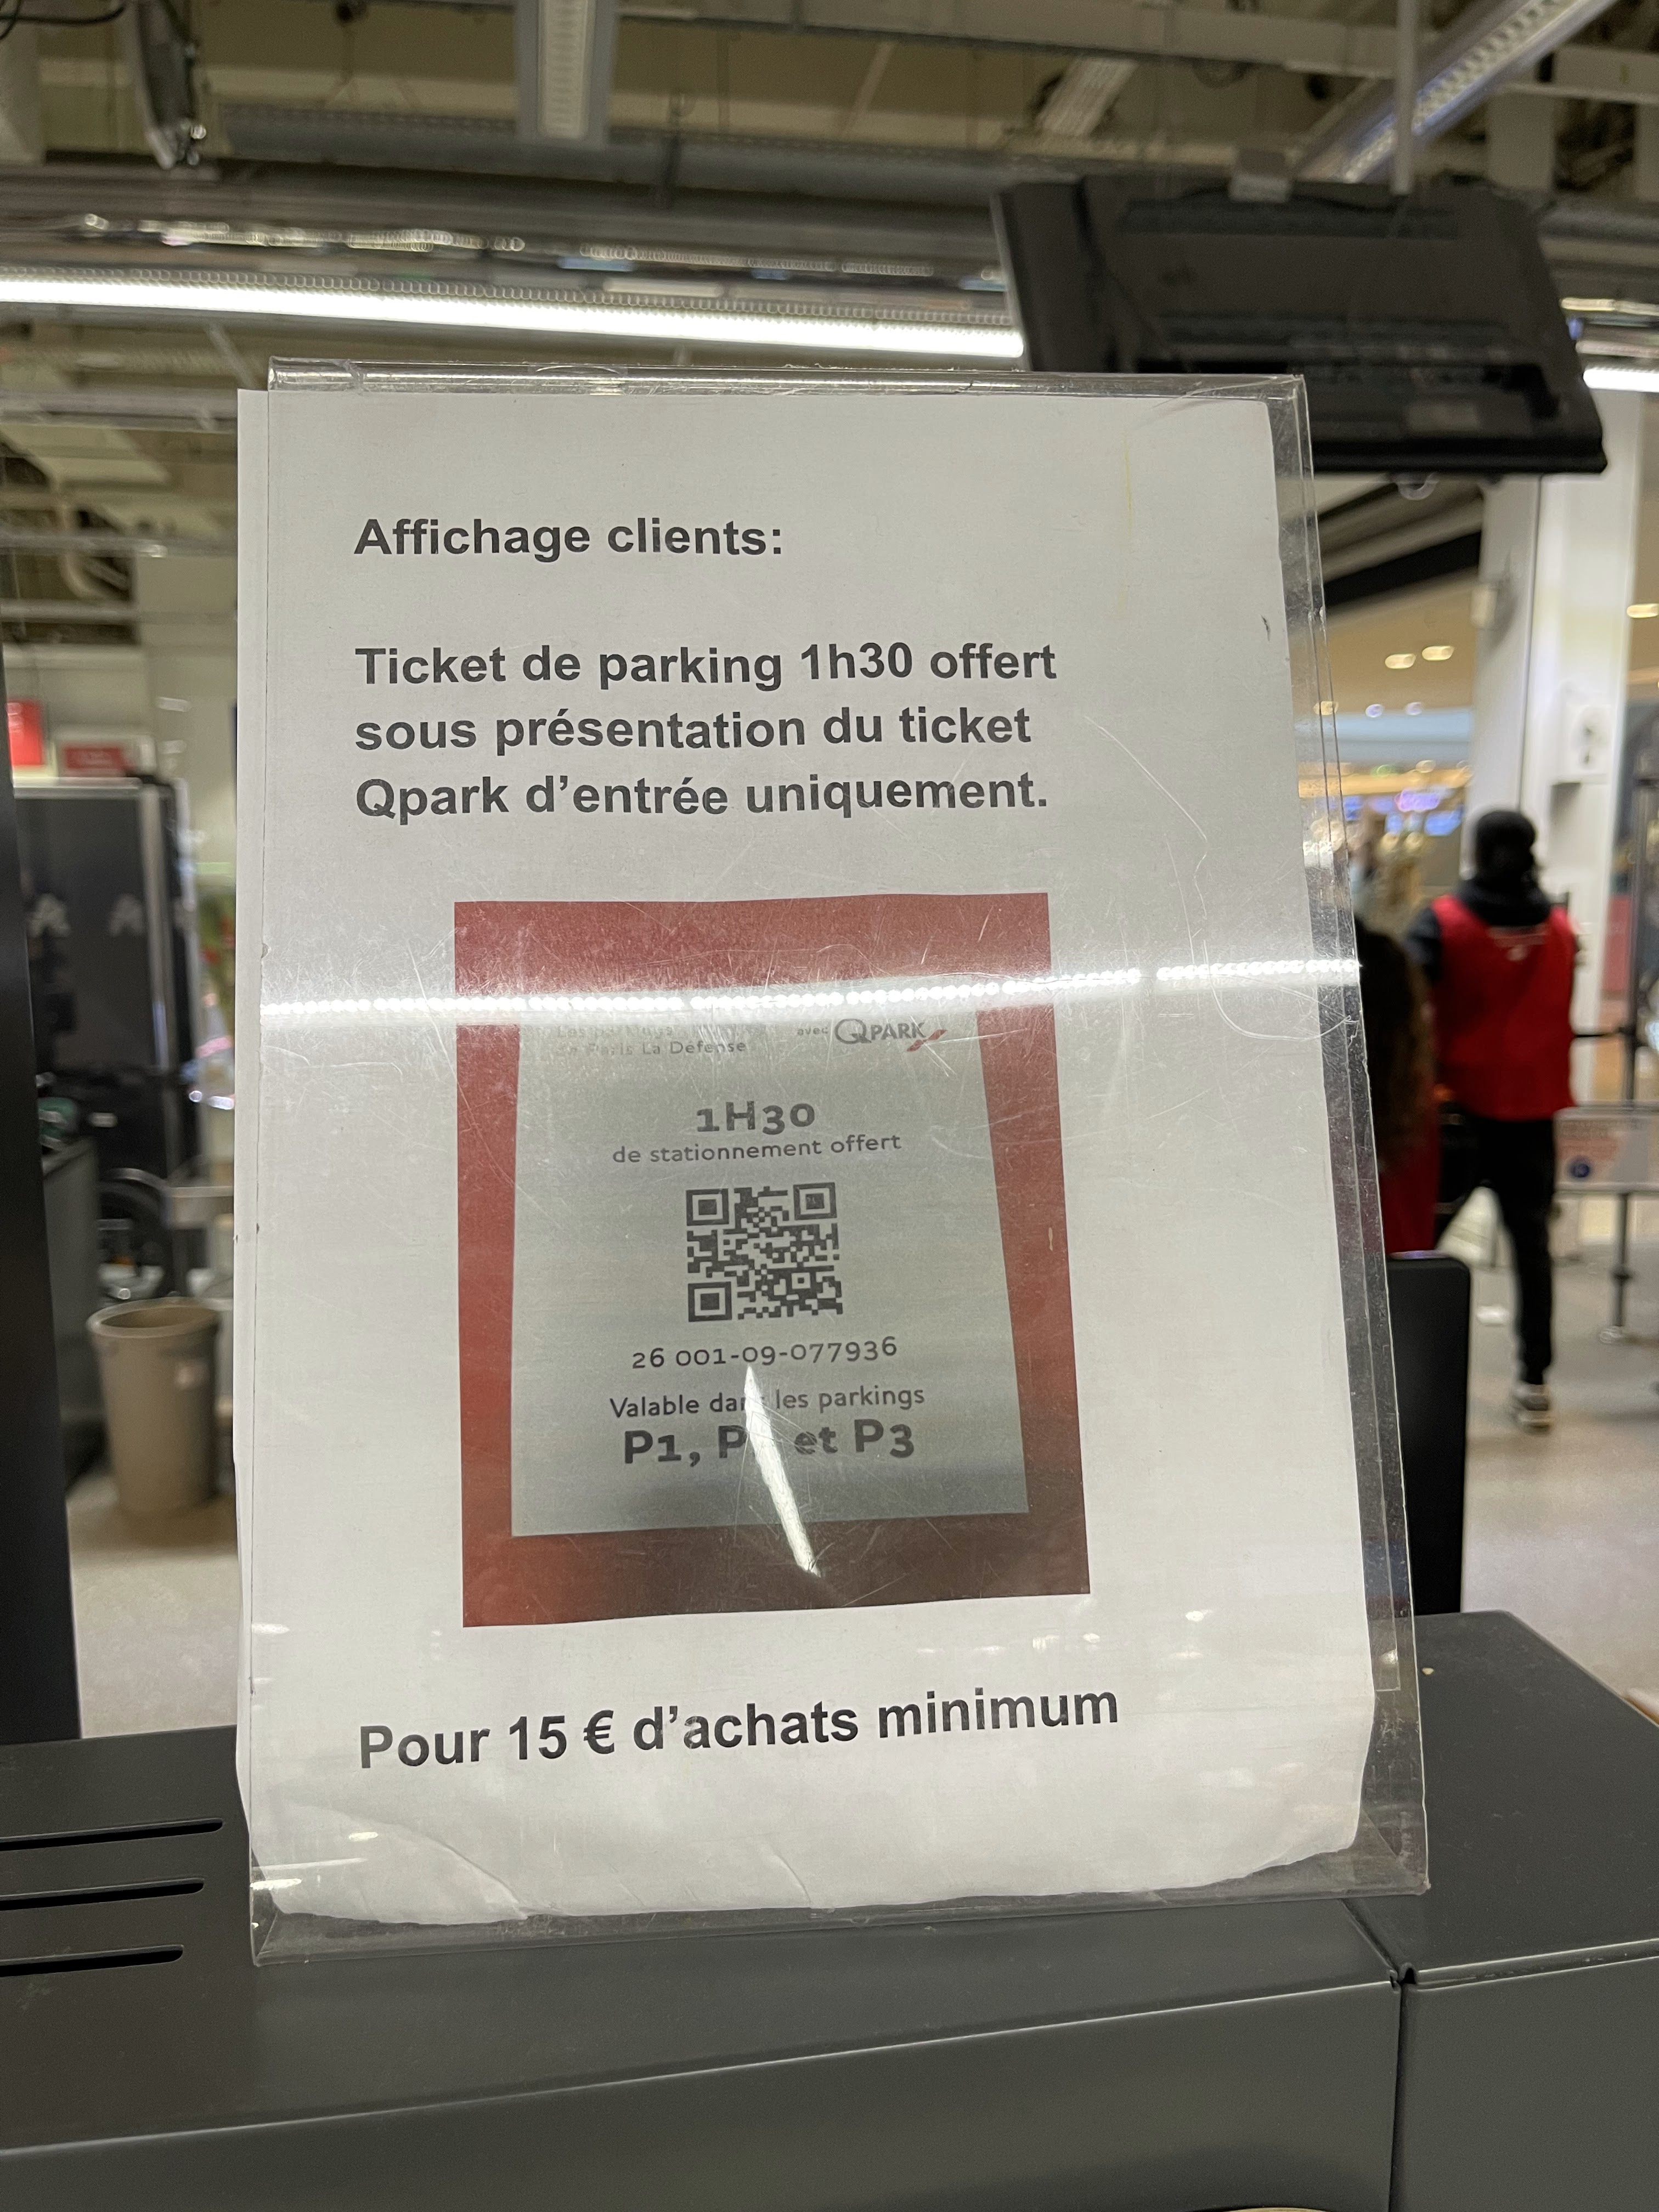 Affichage clients:
Ticket de parking 1h30 offert
sous présentation du ticket
Qpark d'entrée uniquement.
avec QPARK
Paris La Défense
1H30
de stationnement offert
26 001-09-077936
Valable les parkings
P1, et P3
Pour 15 € d'achats minimum